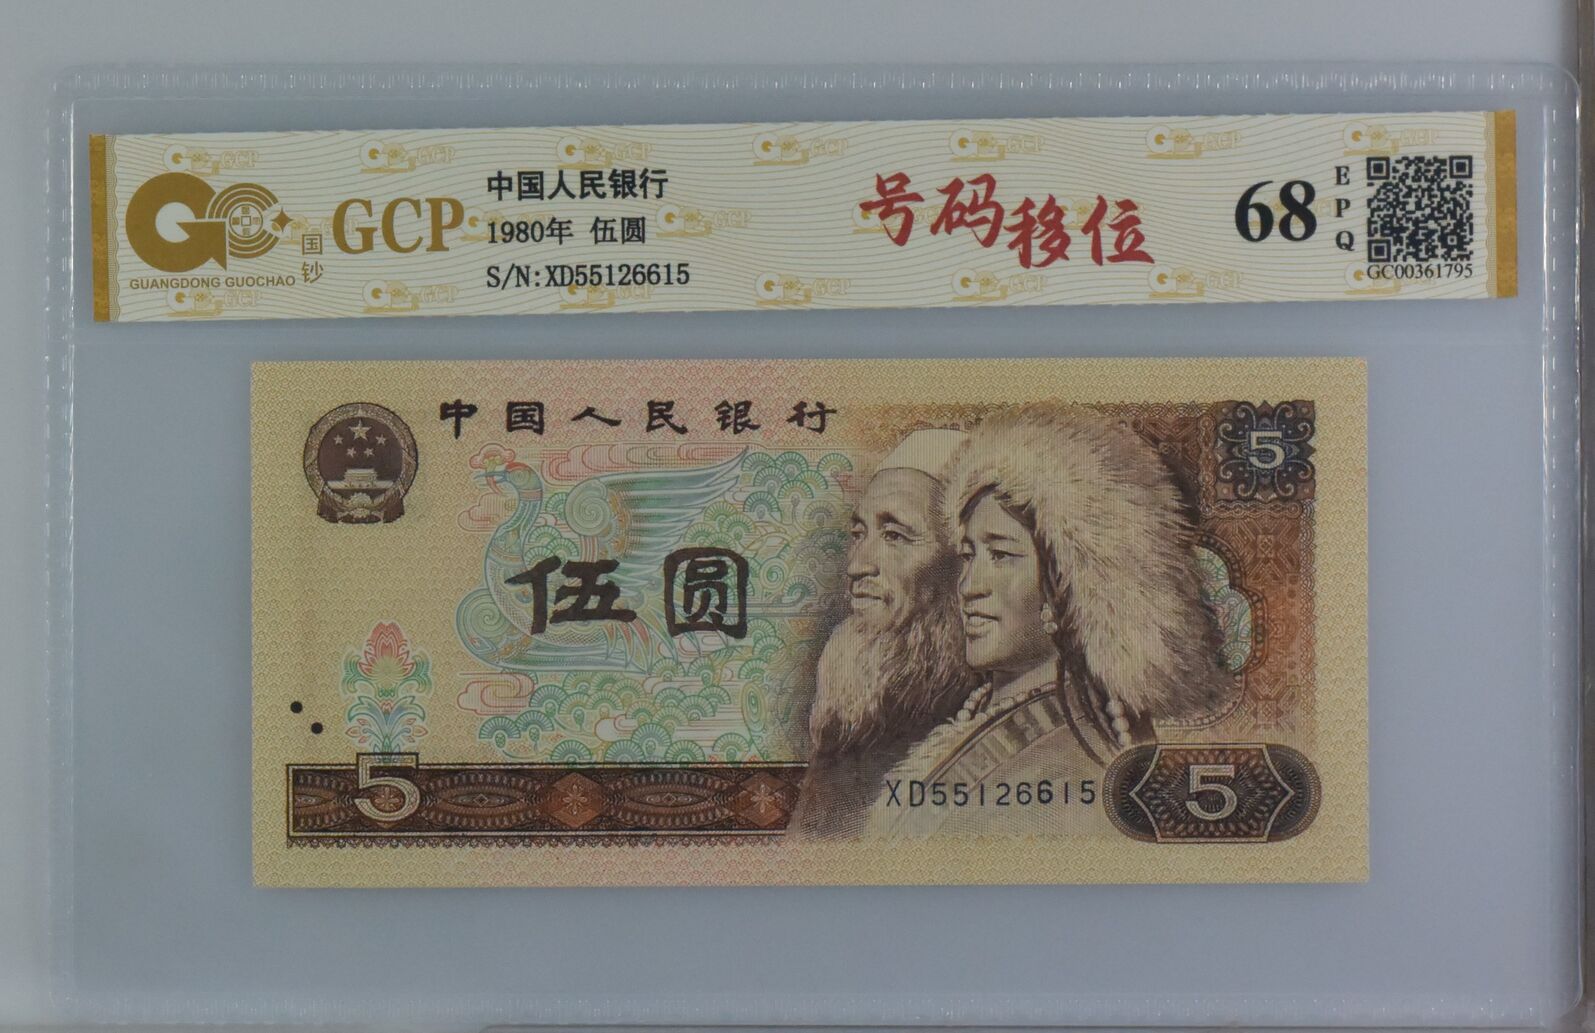 GCP
国钞
GUANGDONG GUOCHAO
中国人民银行
1980年 伍圆
S/N:XD55126615
号码移位
68
EPQ
GC00361795
中国人民银行
5
伍圆
5
XD55126615
5